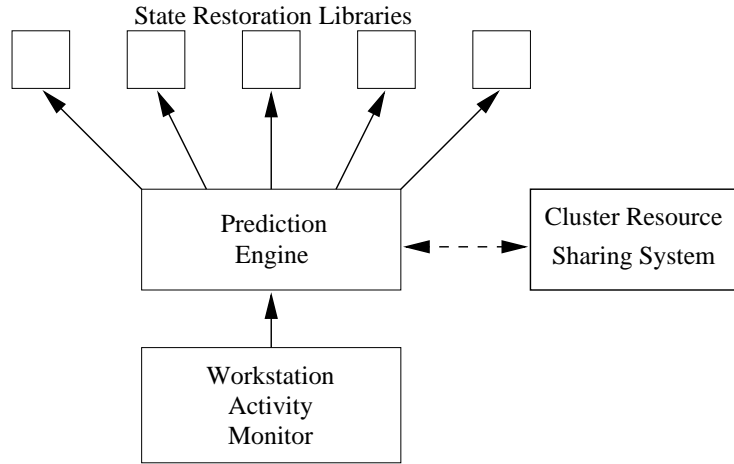 State Restoration Libraries
Prediction
Engine
Cluster Resource
Sharing System
Workstation
Activity
Monitor